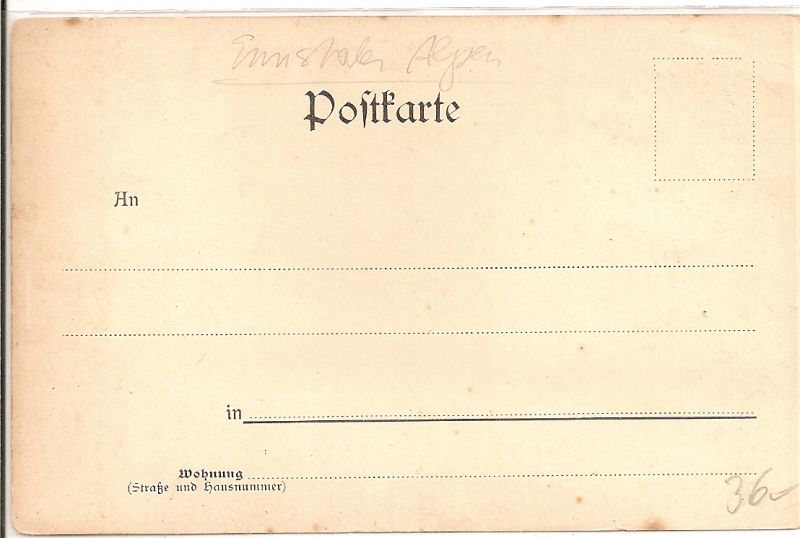 Ennstaler Alpen
Poſtkarte
An
in
Wohnung
(Straße und Hausnummer)
36-